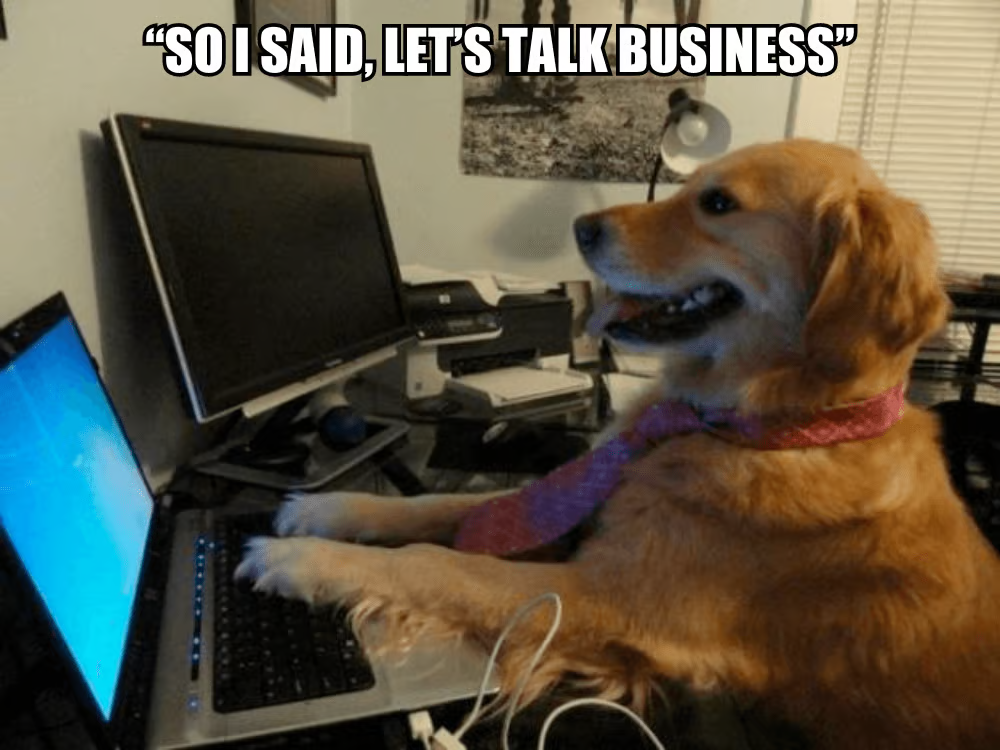 “SO I SAID, LET’S TALK BUSINESS”